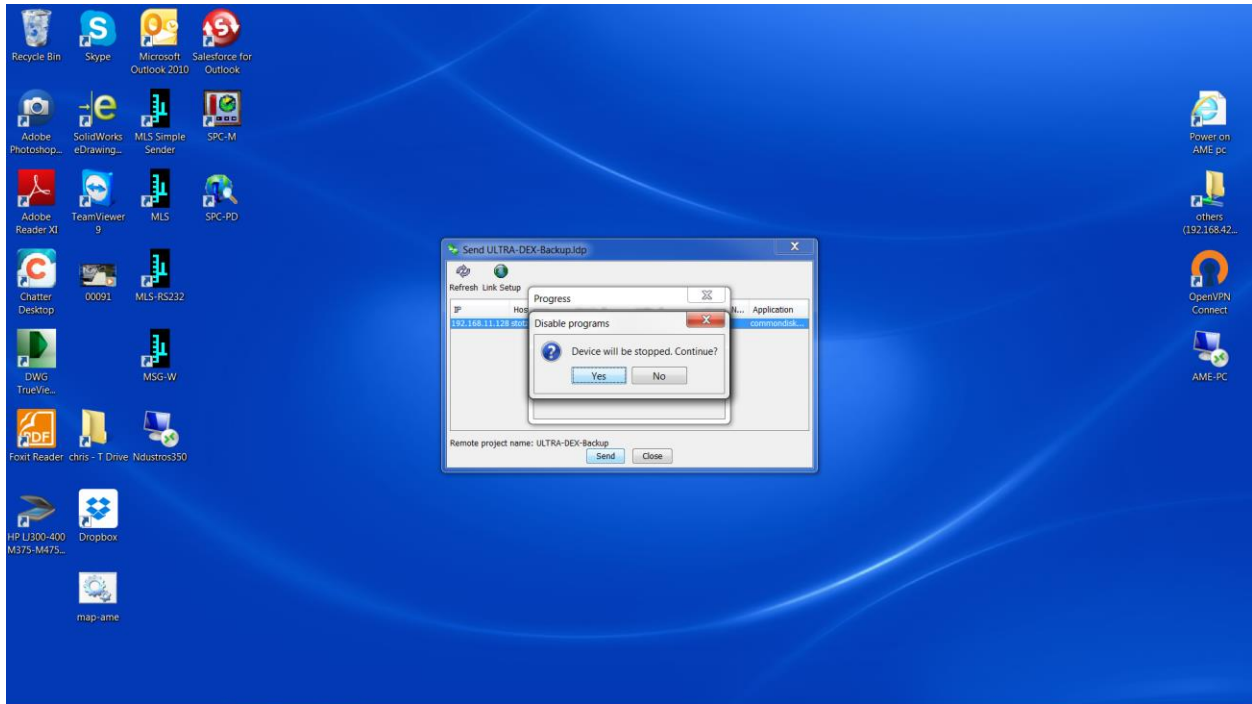 Recycle Bin
Skype
Microsoft
Outlook 2010
Salesforce for
Outlook
Adobe
Photoshop...
SolidWorks
eDrawing...
MLS Simple
Sender
SPC-M
Adobe
Reader XI
TeamViewer
9
MLS
SPC-PD
Chatter
Desktop
00091
MLS-RS232
DWG
TrueVie...
MSG-W
Foxit Reader
chris - T Drive
Ndustros350
HP LJ300-400
M375-M475...
Dropbox
map-ame
Power on
AME pc
others
(192.168.42...
OpenVPN
Connect
AME-PC
Send ULTRA-DEX-Backup.ldp
Refresh Link Setup
IP Hos N... Application
192.168.11.128 commondisk...
Progress
Disable programs
Device will be stopped. Continue?
Yes No
Remote project name: ULTRA-DEX-Backup
Send Close